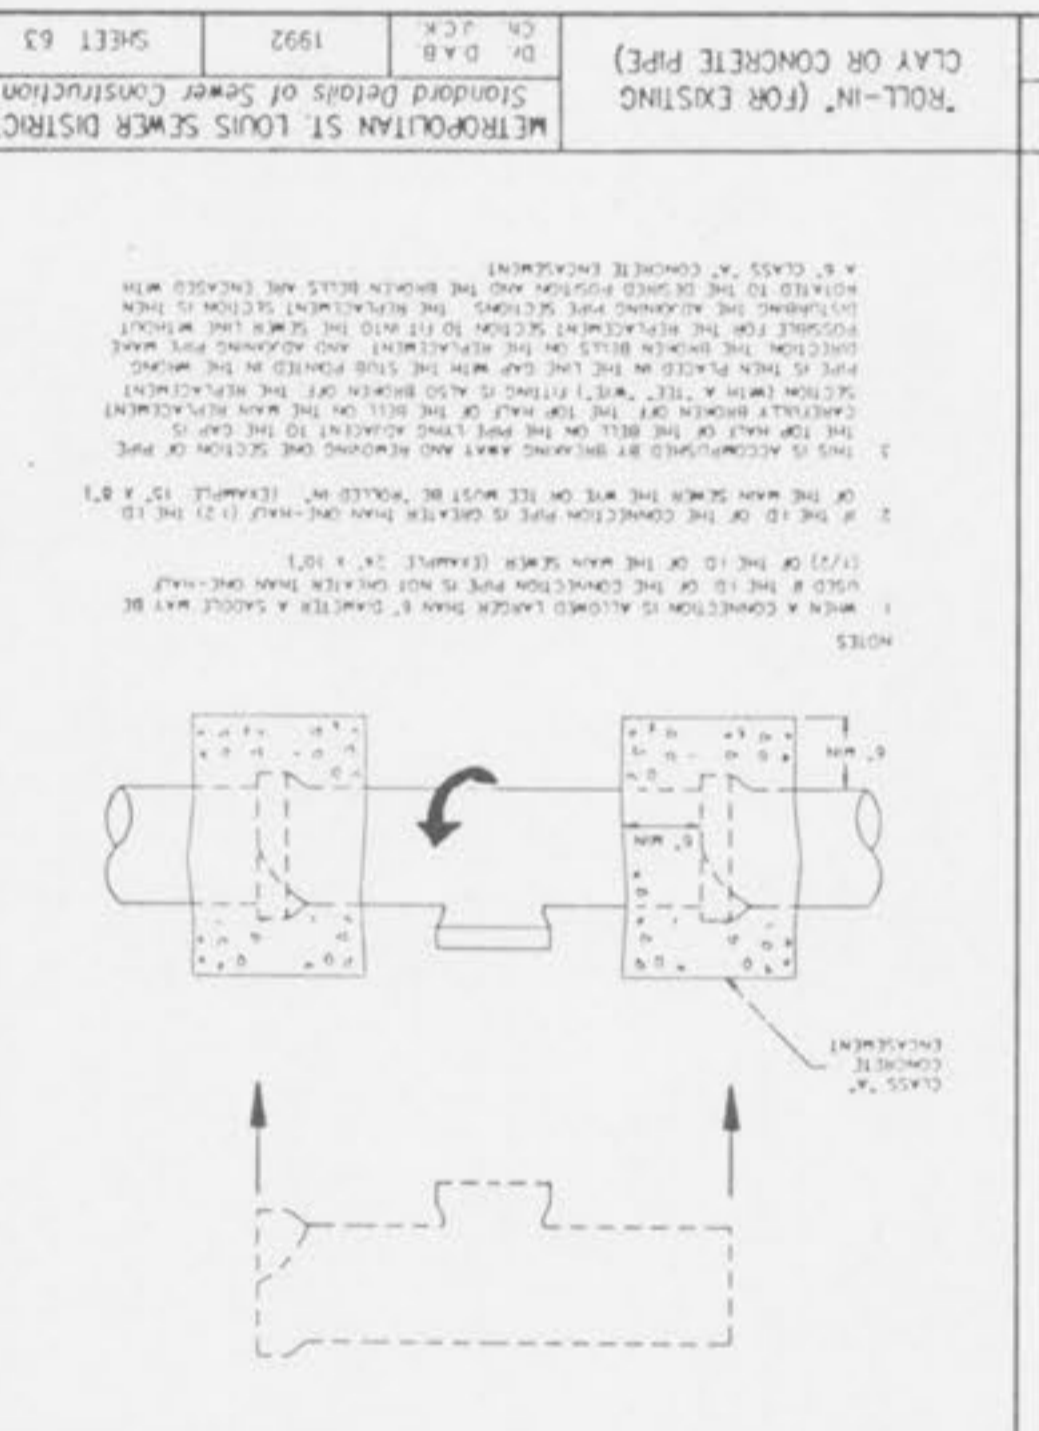 CLASS "A"
CONCRETE
ENCASEMENT
6" MIN
6" MIN
NOTES
1 WHEN A CONNECTION IS ALLOWED LARGER THAN 6" DIAMETER A SADDLE MAY BE
USED IF THE I D OF THE CONNECTION PIPE IS NOT GREATER THAN ONE-HALF
(1/2) OF THE I D OF THE MAIN SEWER (EXAMPLE 24" X 10")
2 IF THE I D OF THE CONNECTION PIPE IS GREATER THAN ONE-HALF (1 2) THE I D
OF THE MAIN SEWER THE WYE OR TEE MUST BE "ROLLED IN" (EXAMPLE 15" X 8")
3 THIS IS ACCOMPLISHED BY BREAKING AWAY AND REMOVING ONE SECTION OF PIPE
THE TOP HALF OF THE BELL ON THE PIPE LYING ADJACENT TO THE GAP IS
CAREFULLY BROKEN OFF THE TOP HALF OF THE BELL ON THE MAIN REPLACEMENT
SECTION (WITH A "TEE" "WYE") FITTING IS ALSO BROKEN OFF THE REPLACEMENT
PIPE IS THEN PLACED IN THE LINE GAP WITH THE STUB POINTED IN THE WRONG
DIRECTION THE BROKEN BELLS ON THE REPLACEMENT AND ADJOINING PIPE MAKE
POSSIBLE FOR THE REPLACEMENT SECTION TO FIT INTO THE SEWER LINE WITHOUT
DISTURBING THE ADJOINING PIPE SECTIONS THE REPLACEMENT SECTION IS THEN
ROTATED TO THE DESIRED POSITION AND THE BROKEN BELLS ARE ENCASED WITH
A 6" CLASS "A" CONCRETE ENCASEMENT
METROPOLITAN ST. LOUIS SEWER DISTRIC
Standard Details of Sewer Construction
"ROLL-IN" (FOR EXISTING
CLAY OR CONCRETE PIPE)
Dr. D.A.B.
Ch. J.C.K.
1992
SHEET 63